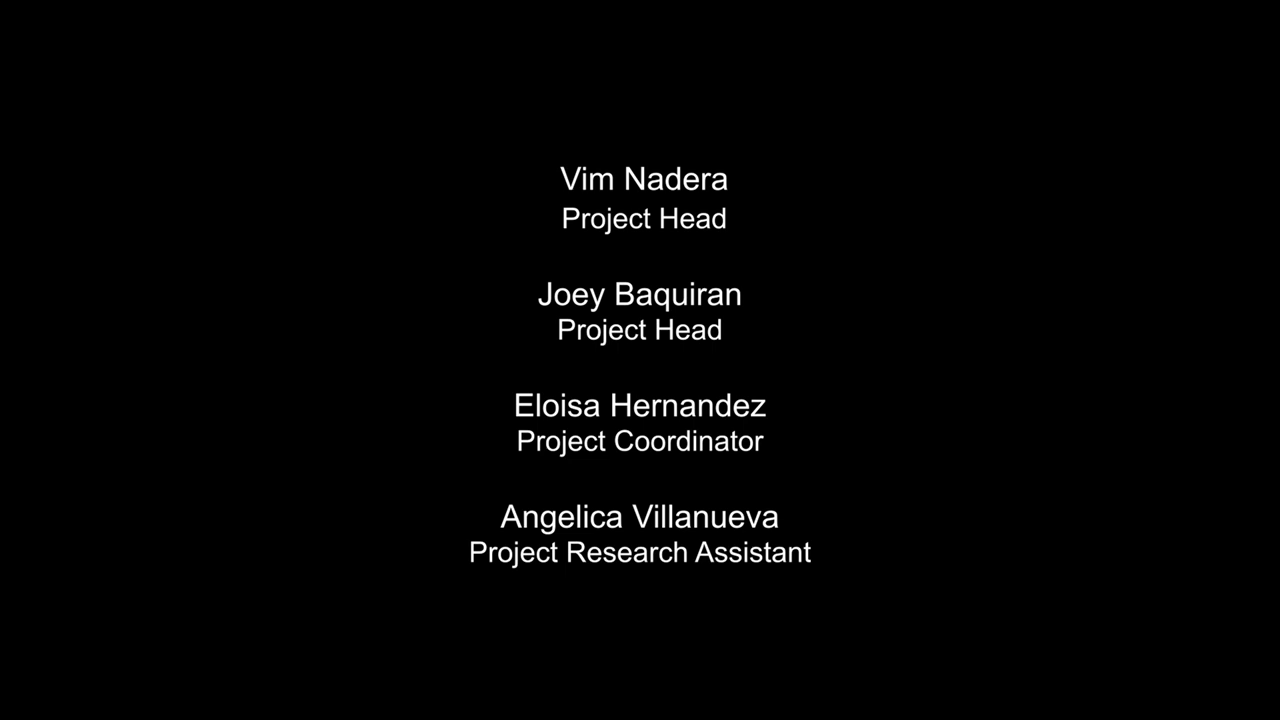 Vim Nadera
Project Head
Joey Baquiran
Project Head
Eloisa Hernandez
Project Coordinator
Angelica Villanueva
Project Research Assistant